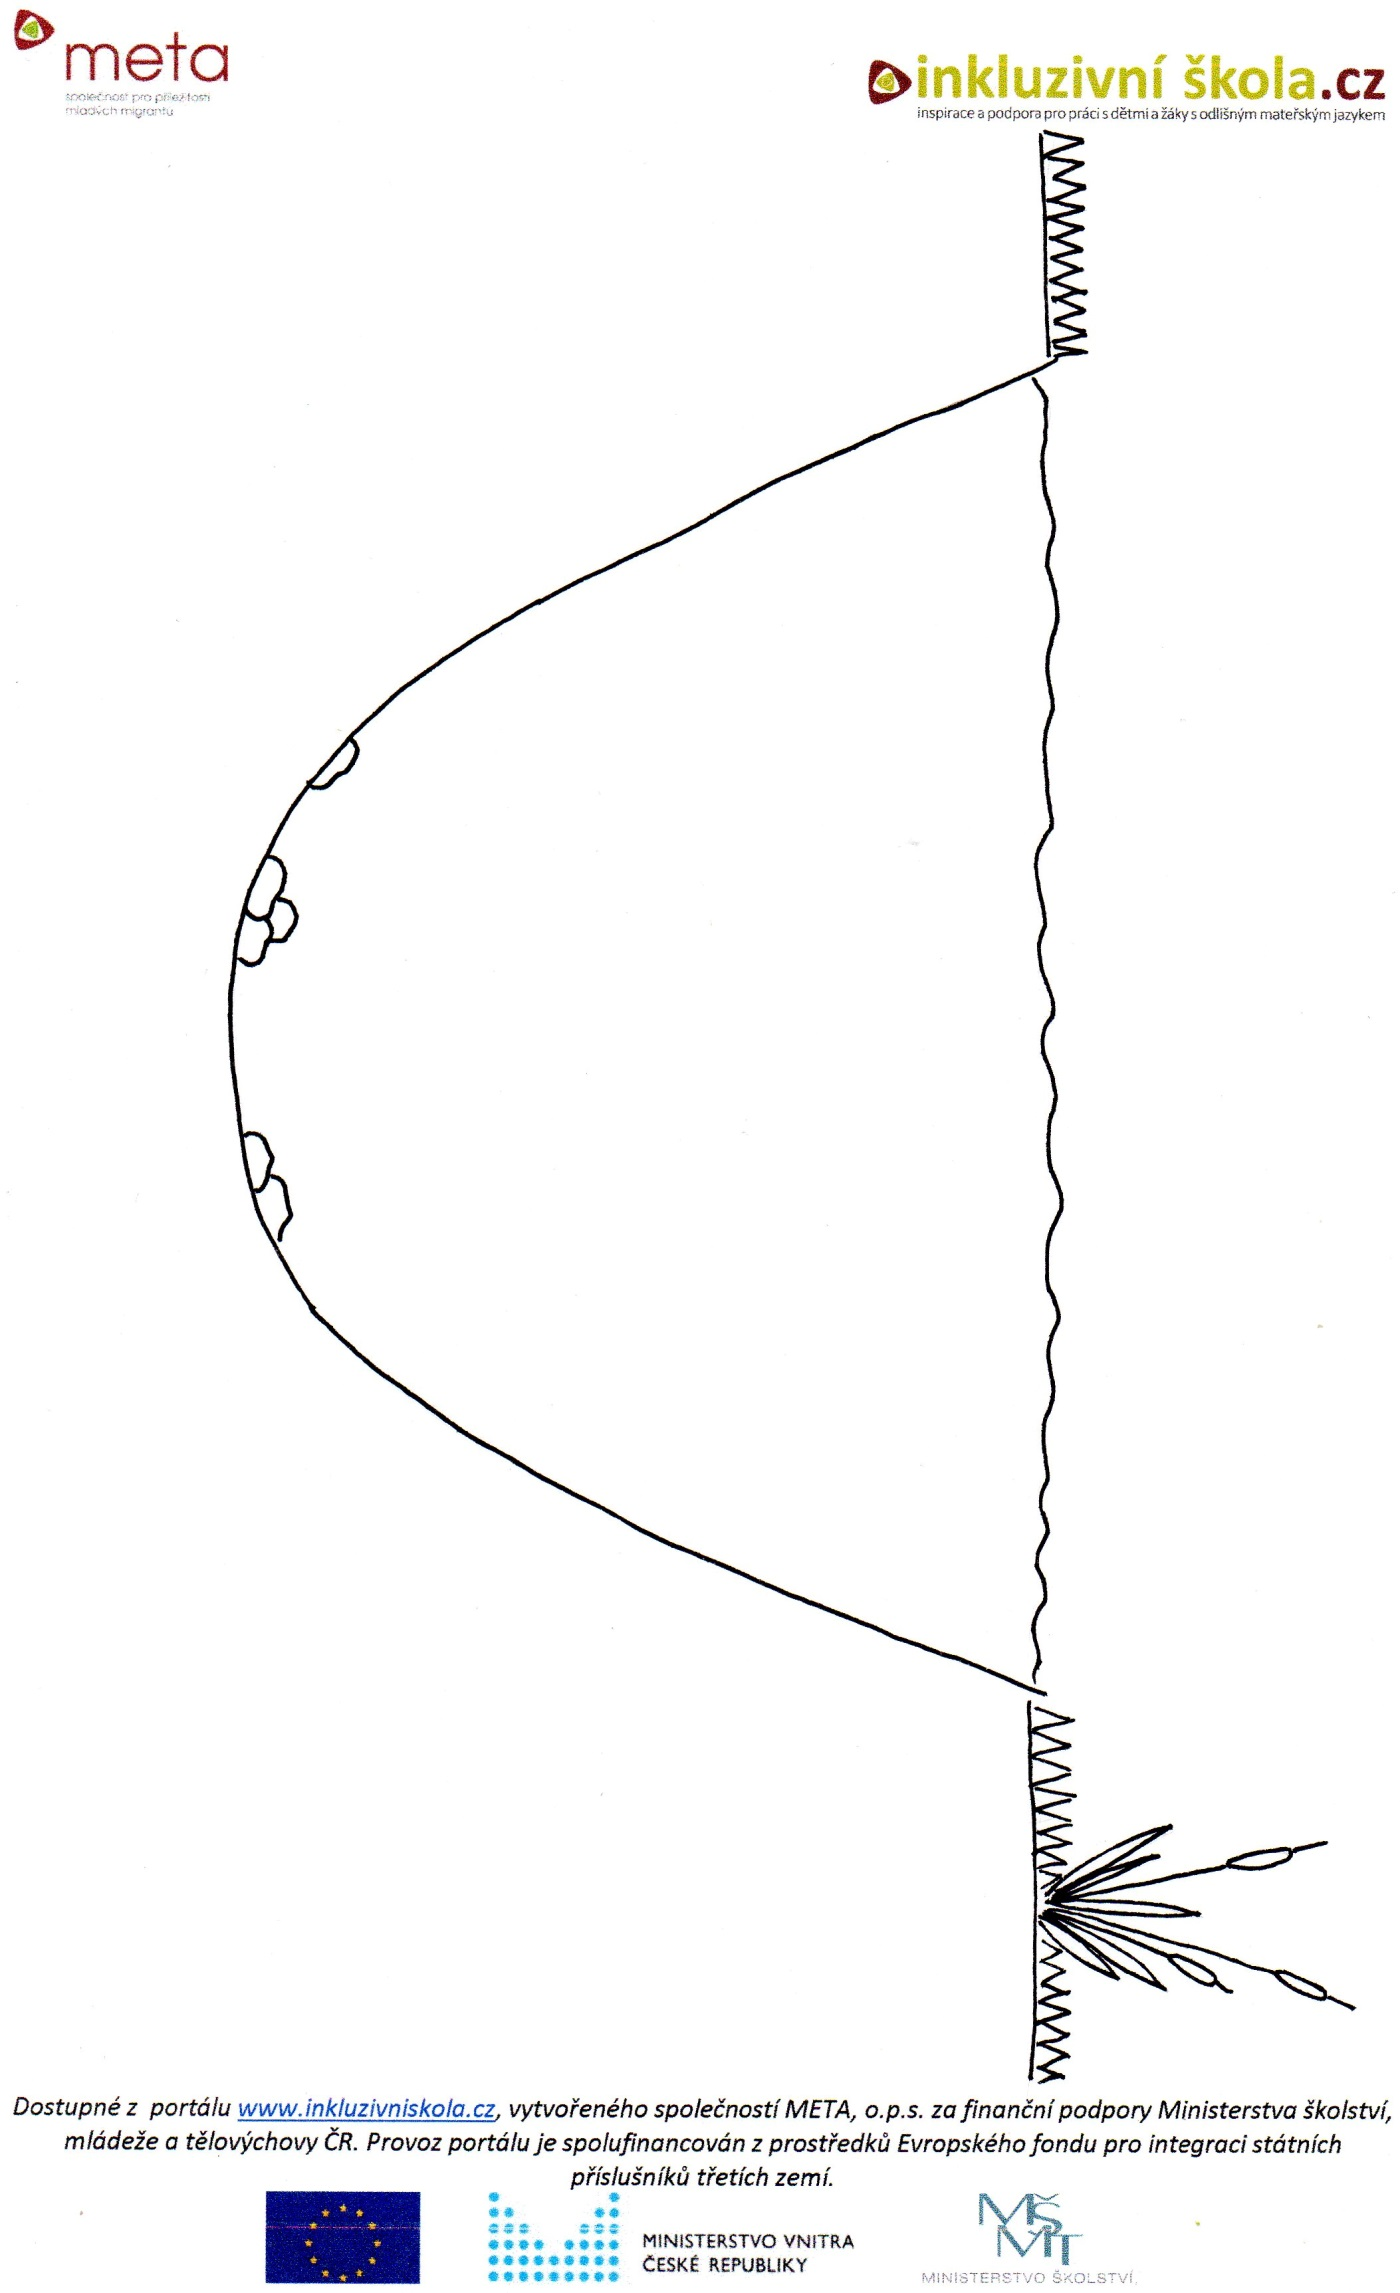 meta
společnost pro příležitosti
mladých migrantů
inkluzivní škola.cz
inspirace a podpora pro práci s dětmi a žáky s odlišným mateřským jazykem
Dostupné z portálu www.inkluzivniskola.cz, vytvořeného společností META, o.p.s. za finanční podpory Ministerstva školství,
mládeže a tělovýchovy ČR. Provoz portálu je spolufinancován z prostředků Evropského fondu pro integraci státních
příslušníků třetích zemí.
MINISTERSTVO VNITRA
ČESKÉ REPUBLIKY
MŠMT
MINISTERSTVO ŠKOLSTVÍ,